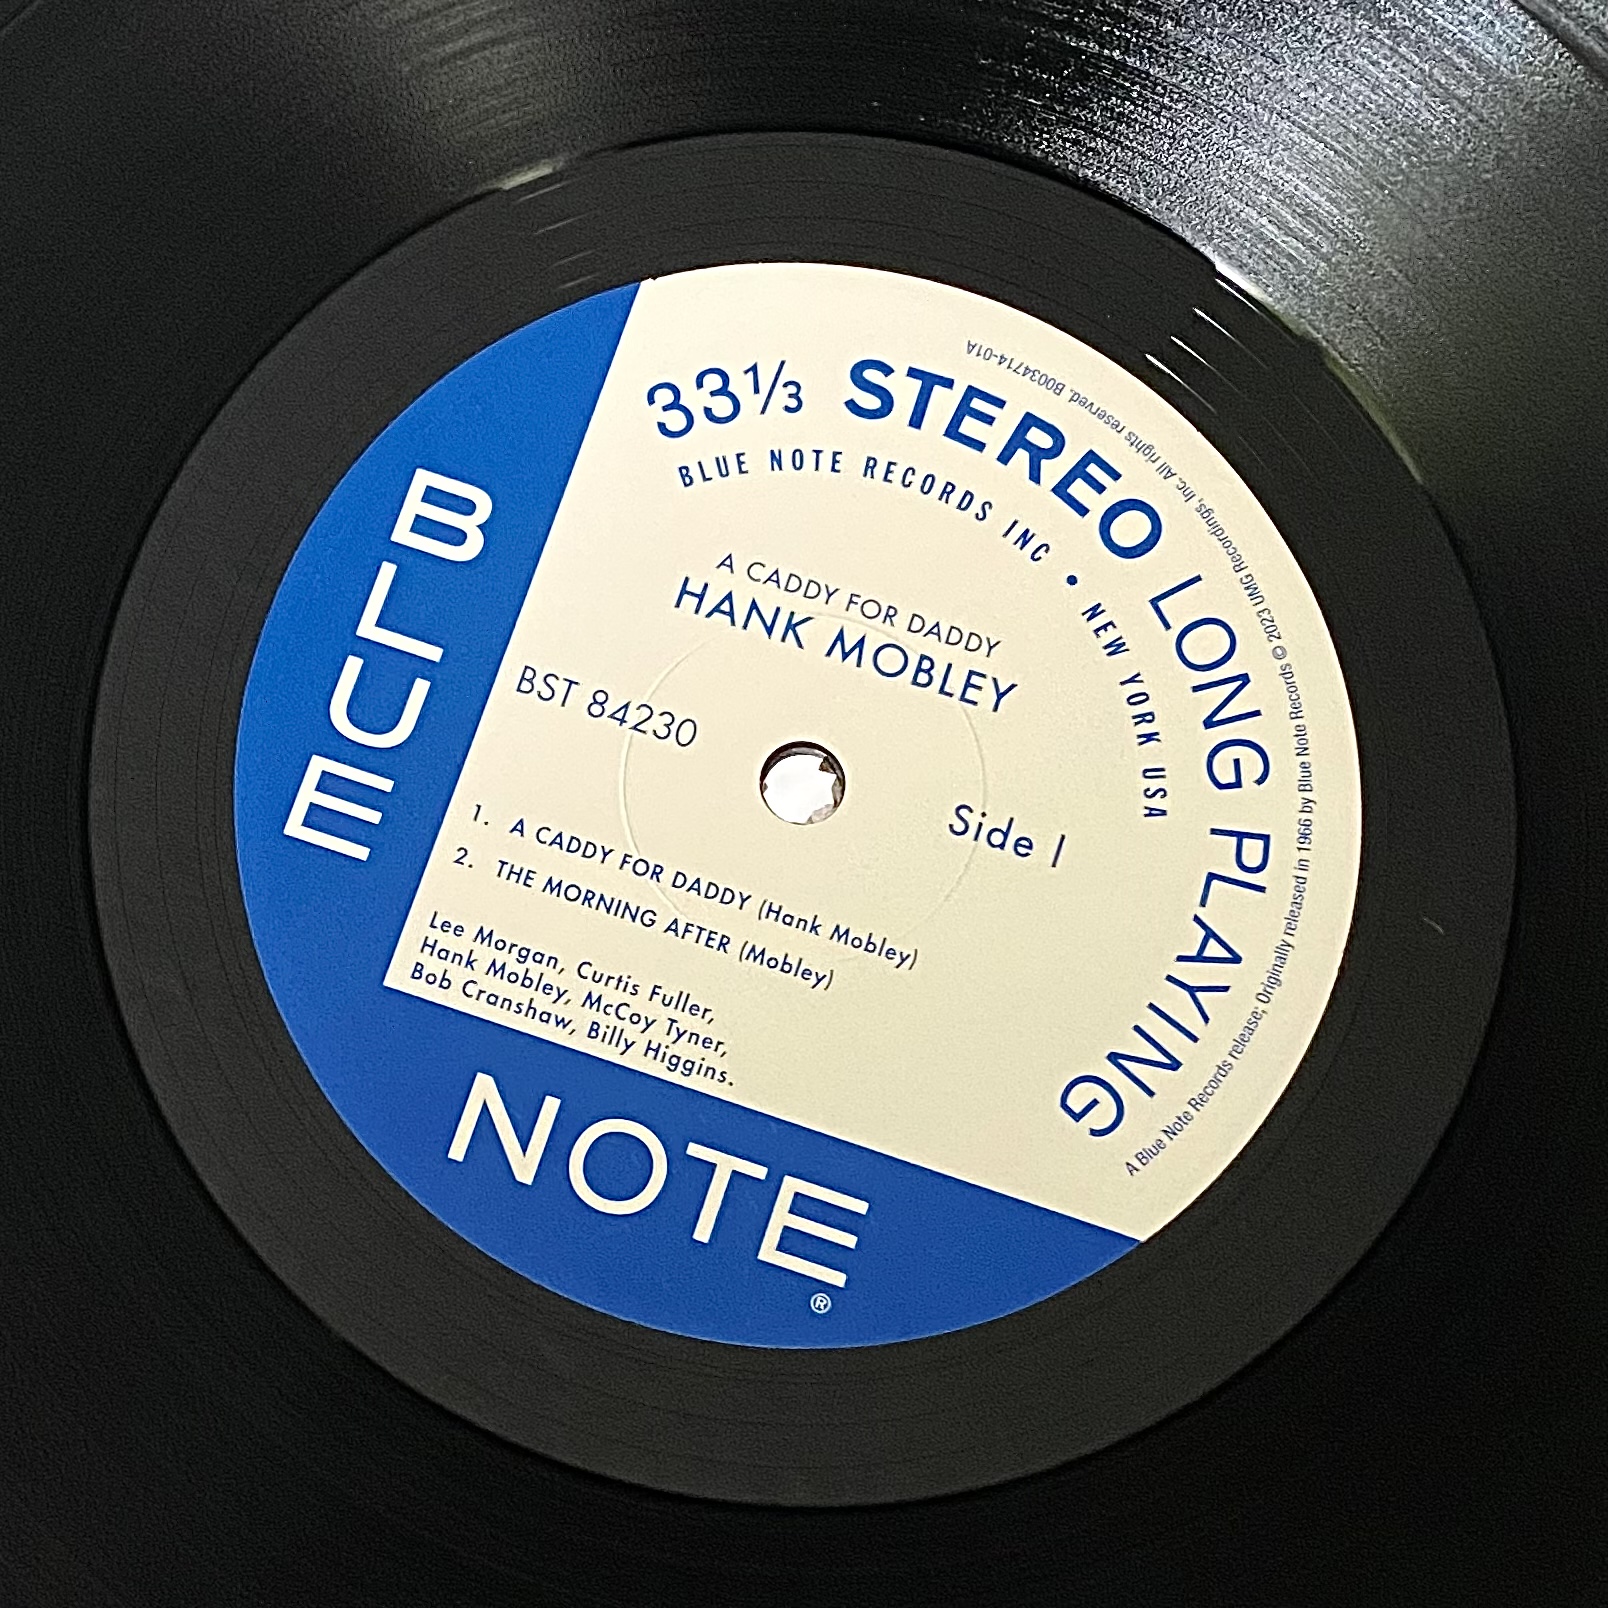 33⅓ STEREO LONG PLAYING
BLUE NOTE RECORDS INC • NEW YORK USA
A CADDY FOR DADDY
HANK MOBLEY
BST 84230
Side 1
1. A CADDY FOR DADDY (Hank Mobley)
2. THE MORNING AFTER (Mobley)
Lee Morgan, Curtis Fuller,
Hank Mobley, McCoy Tyner,
Bob Cranshaw, Billy Higgins.
BLUE
NOTE®
A Blue Note Records release; Originally released in 1966 by Blue Note Records © 2023 UMG Recordings, Inc. All rights reserved. B0034714-01A